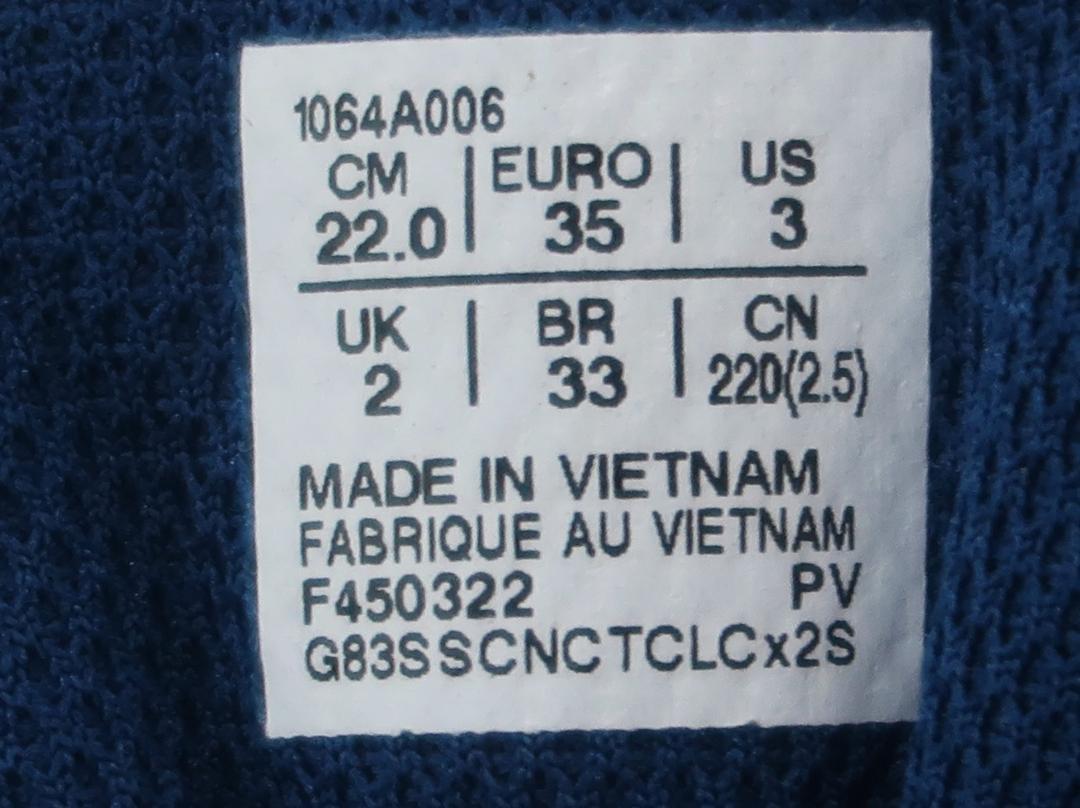 1064A006
CM | EURO | US
22.0 | 35 | 3
UK | BR | CN
2 | 33 | 220(2.5)
MADE IN VIETNAM
FABRIQUE AU VIETNAM
F450322 PV
G83SSCNCTCLCx2S